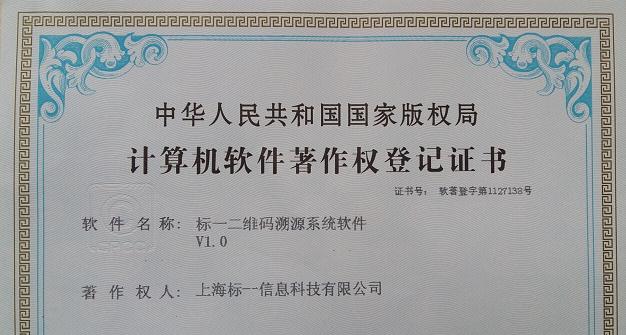 中华人民共和国国家版权局
计算机软件著作权登记证书
证书号： 软著登字第1127138号
软件名称： 标一二维码溯源系统软件
V1.0
著作权人： 上海标一信息科技有限公司
CPCC